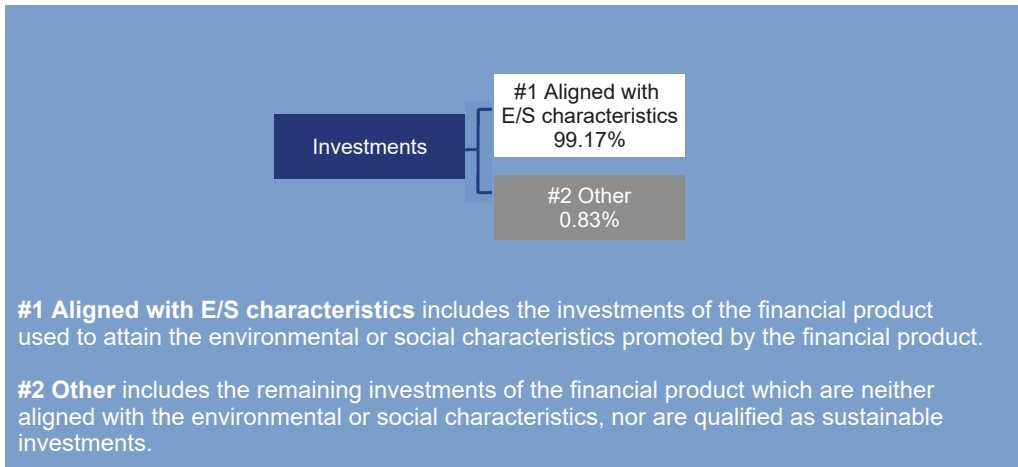 Investments
#1 Aligned with
E/S characteristics
99.17%
#2 Other
0.83%
#1 Aligned with E/S characteristics includes the investments of the financial product
used to attain the environmental or social characteristics promoted by the financial product.
#2 Other includes the remaining investments of the financial product which are neither
aligned with the environmental or social characteristics, nor are qualified as sustainable
investments.